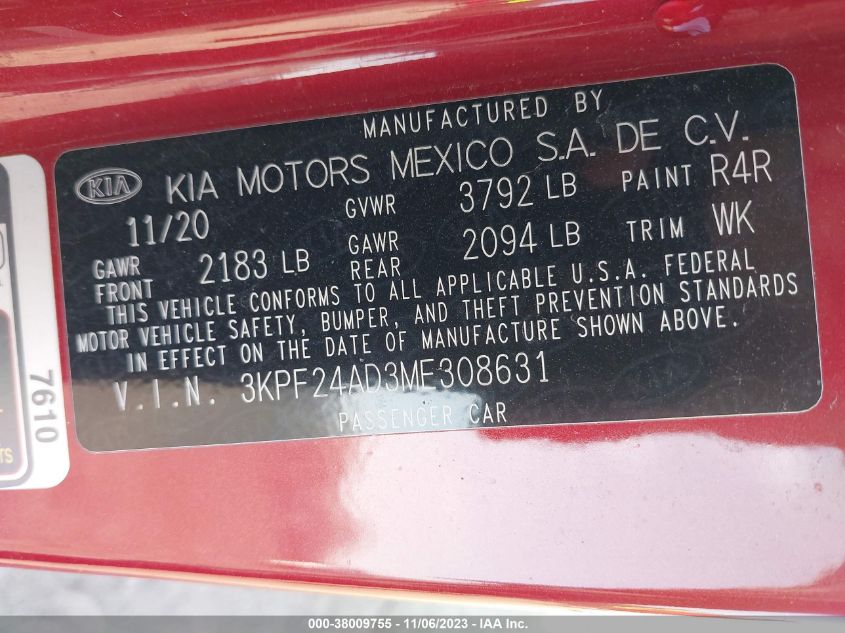 MANUFACTURED BY
KIA KIA MOTORS MEXICO S.A. DE C.V.
11/20 GVWR 3792 LB PAINT R4R
GAWR FRONT 2183 LB GAWR REAR 2094 LB TRIM WK
THIS VEHICLE CONFORMS TO ALL APPLICABLE U.S.A. FEDERAL
MOTOR VEHICLE SAFETY, BUMPER, AND THEFT PREVENTION STANDARDS
IN EFFECT ON THE DATE OF MANUFACTURE SHOWN ABOVE.
V.I.N. 3KPF24AD3ME308631
PASSENGER CAR
7610
000-38009755 - 11/06/2023 - IAA Inc.